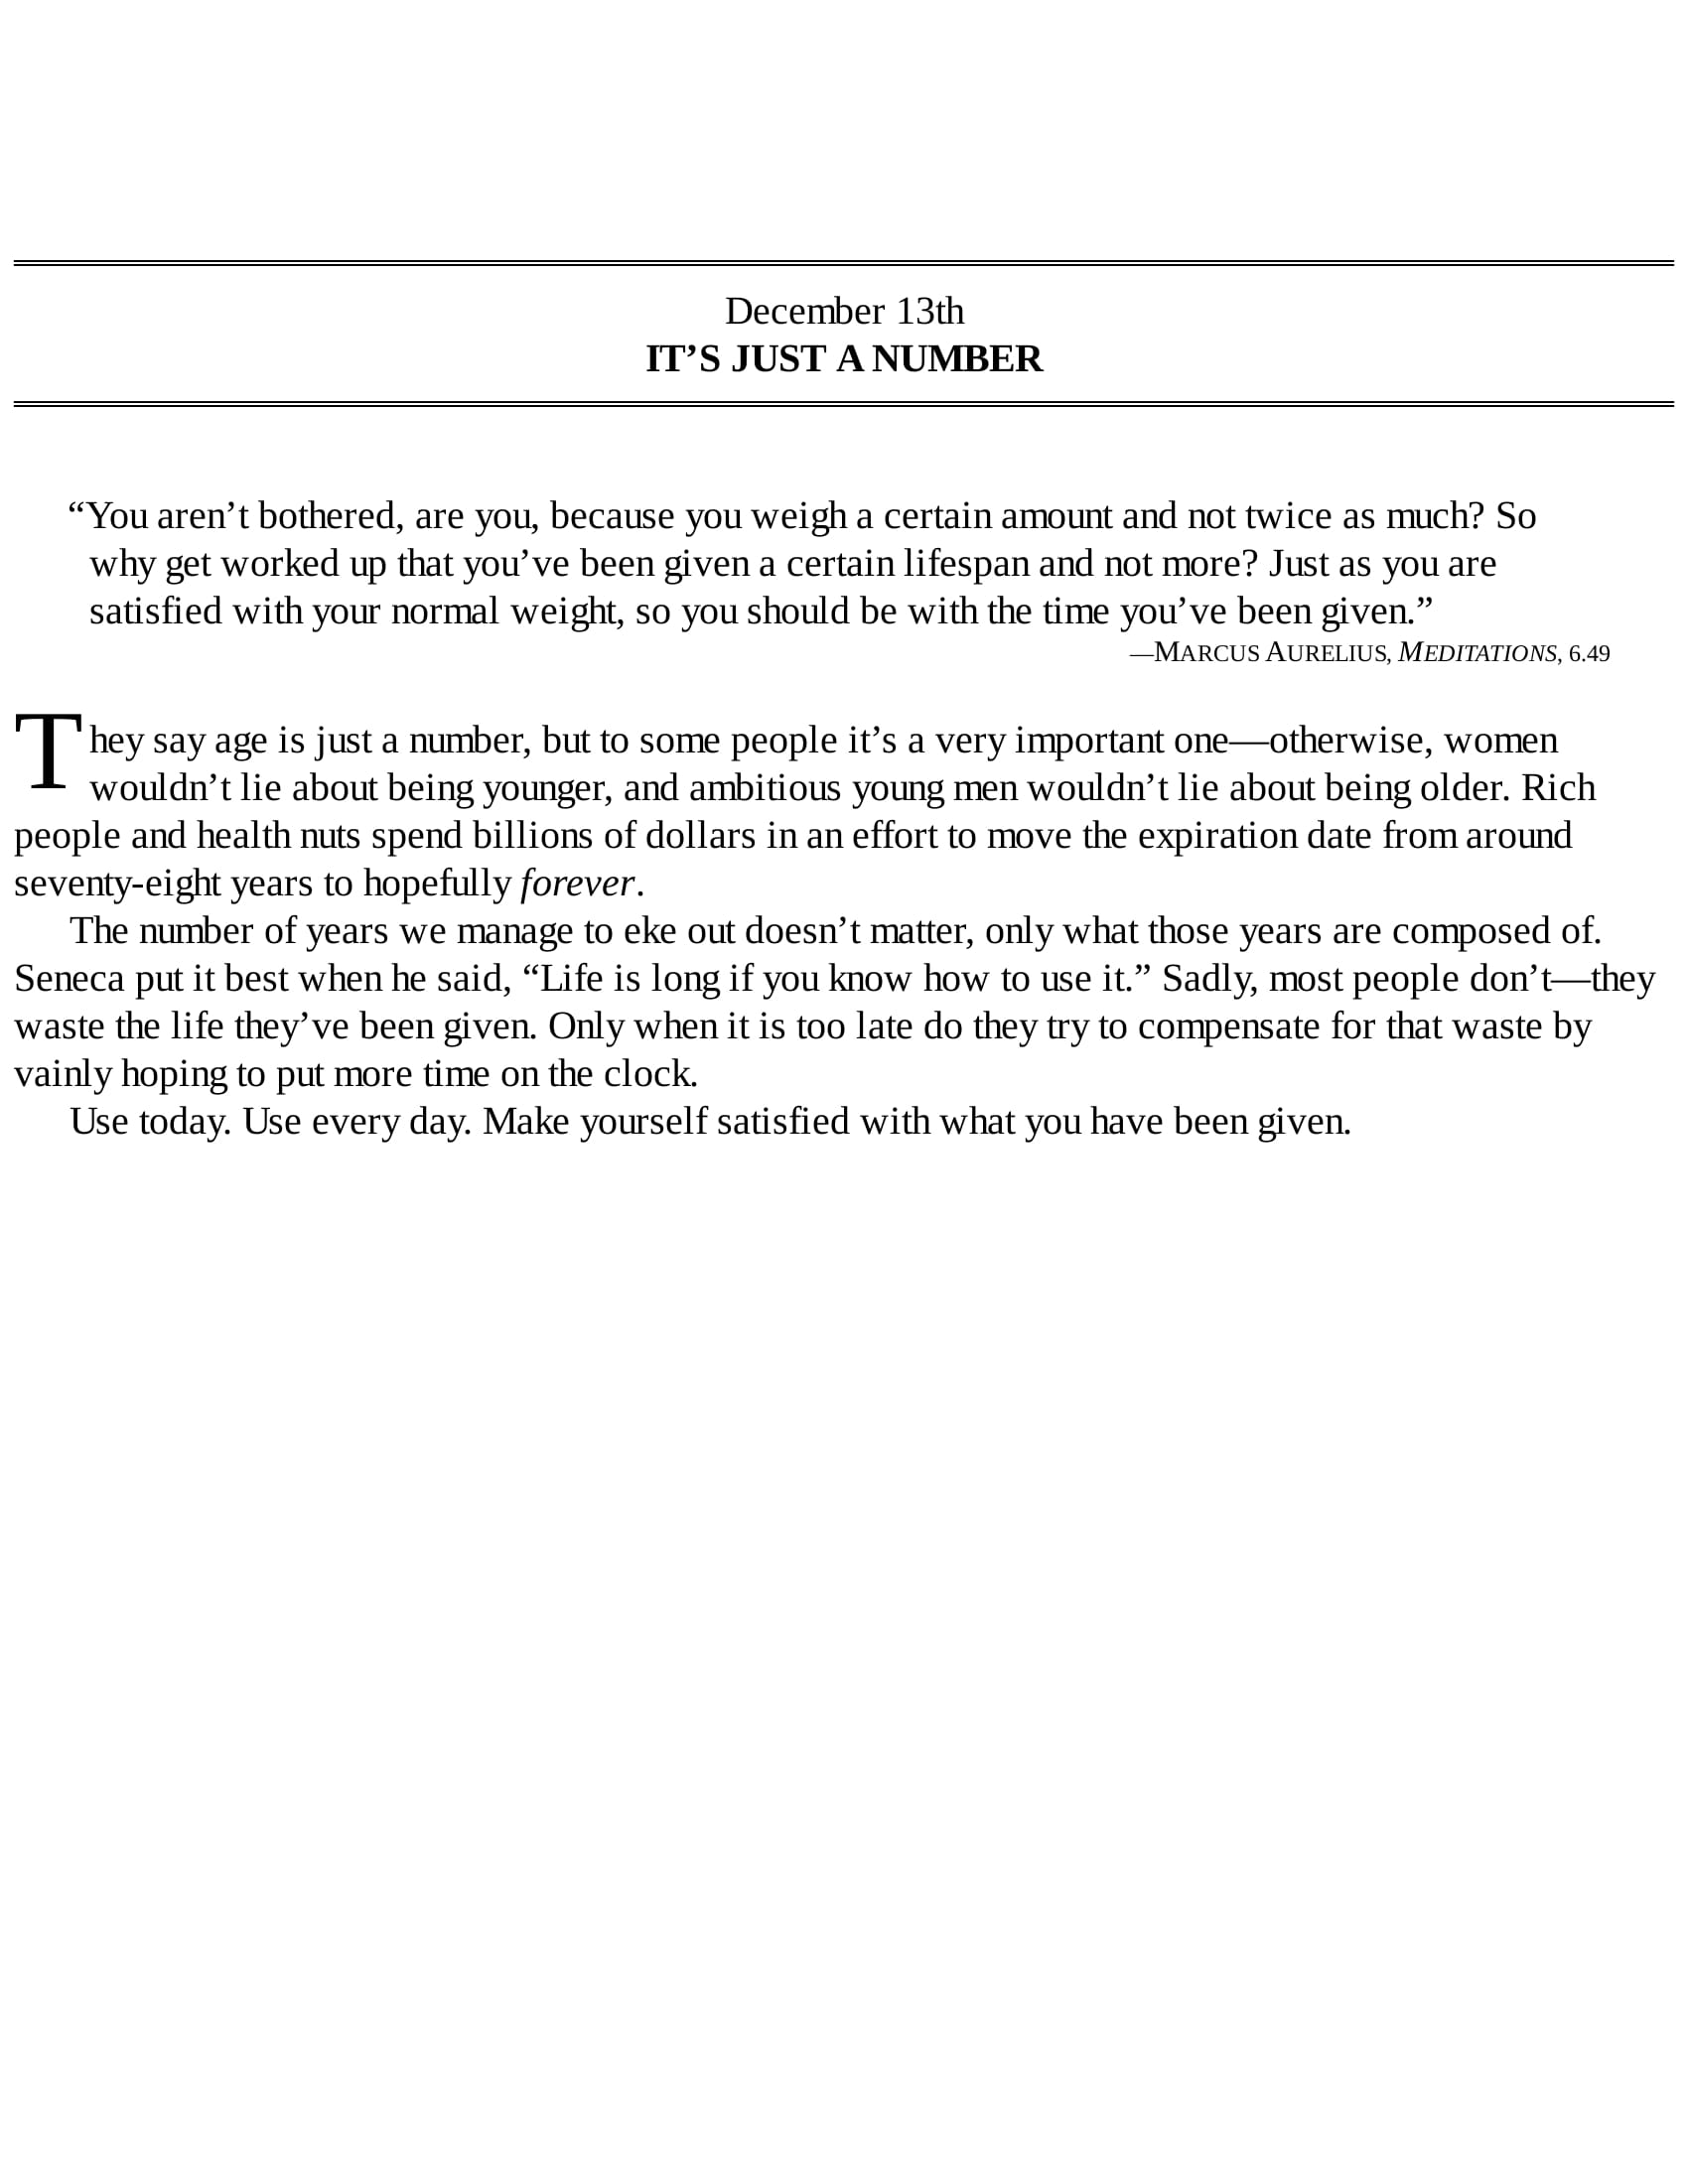 December 13th
IT’S JUST A NUMBER
“You aren’t bothered, are you, because you weigh a certain amount and not twice as much? So
why get worked up that you’ve been given a certain lifespan and not more? Just as you are
satisfied with your normal weight, so you should be with the time you’ve been given.”
—MARCUS AURELIUS, MEDITATIONS, 6.49
They say age is just a number, but to some people it’s a very important one—otherwise, women
wouldn’t lie about being younger, and ambitious young men wouldn’t lie about being older. Rich
people and health nuts spend billions of dollars in an effort to move the expiration date from around
seventy-eight years to hopefully forever.
The number of years we manage to eke out doesn’t matter, only what those years are composed of.
Seneca put it best when he said, “Life is long if you know how to use it.” Sadly, most people don’t—they
waste the life they’ve been given. Only when it is too late do they try to compensate for that waste by
vainly hoping to put more time on the clock.
Use today. Use every day. Make yourself satisfied with what you have been given.